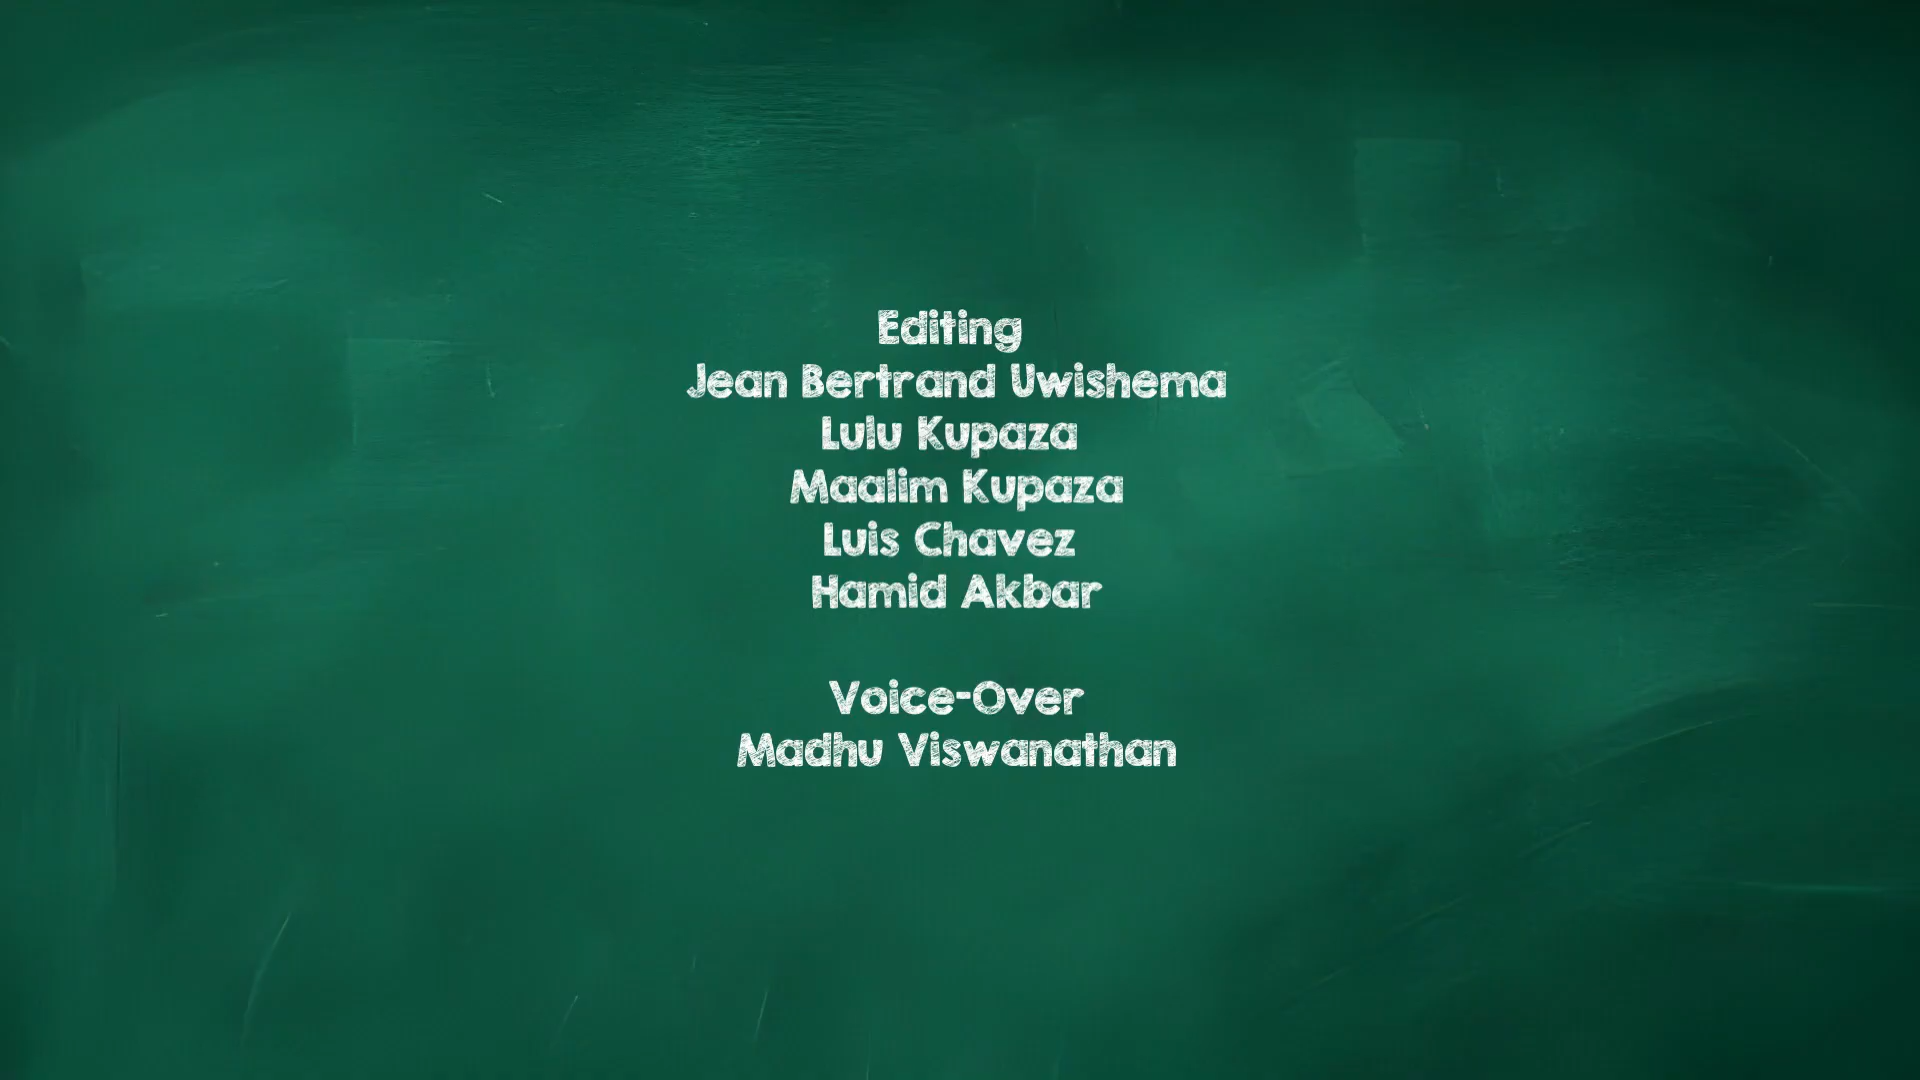 Editing
Jean Bertrand Uwishema
Lulu Kupaza
Maalim Kupaza
Luis Chavez
Hamid Akbar
Voice-Over
Madhu Viswanathan